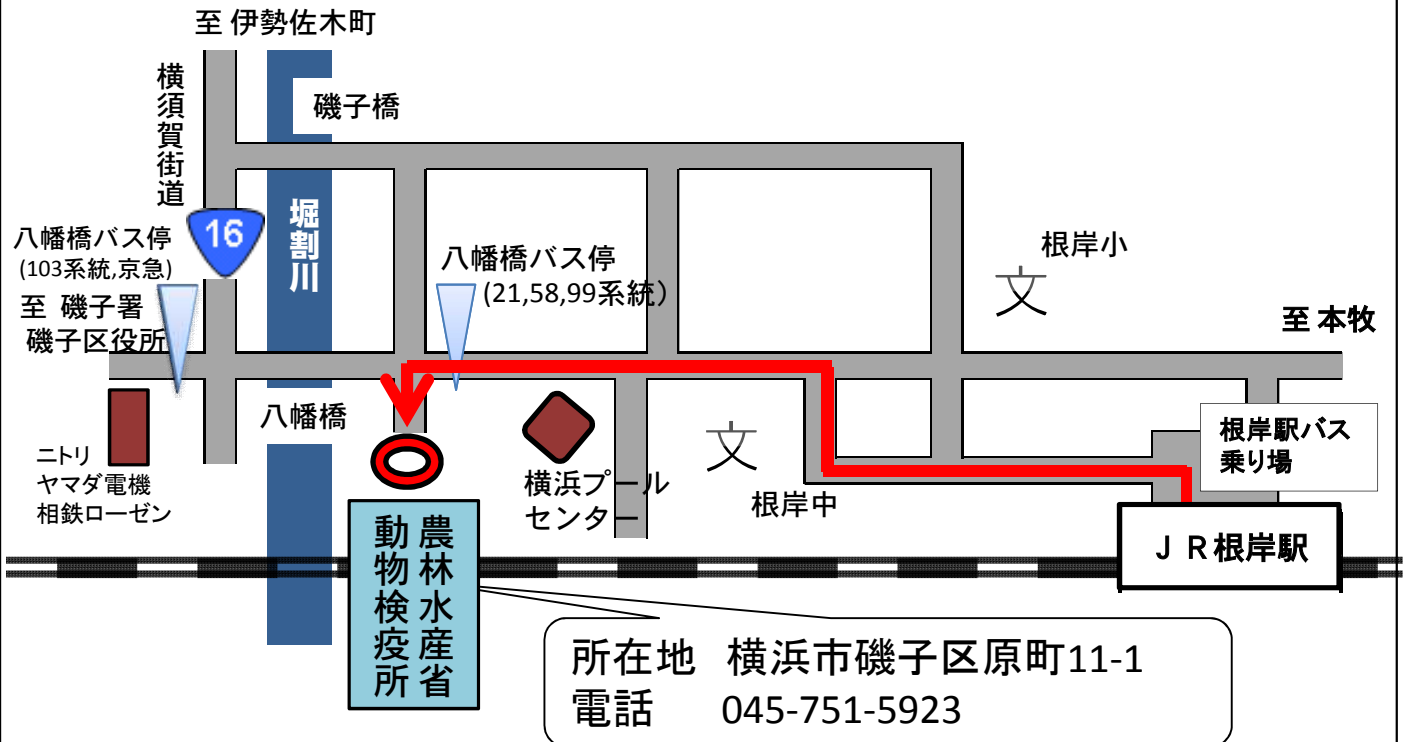 至 伊勢佐木町
横須賀街道
磯子橋
16
堀割川
八幡橋バス停
(103系統,京急)
至 磯子署
磯子区役所
八幡橋バス停
(21,58,99系統）
根岸小
文
至 本牧
八幡橋
ニトリ
ヤマダ電機
相鉄ローゼン
横浜プール
センター
文
根岸中
根岸駅バス
乗り場
ＪＲ根岸駅
農林水産省
動物検疫所
所在地 横浜市磯子区原町11-1
電話 045-751-5923